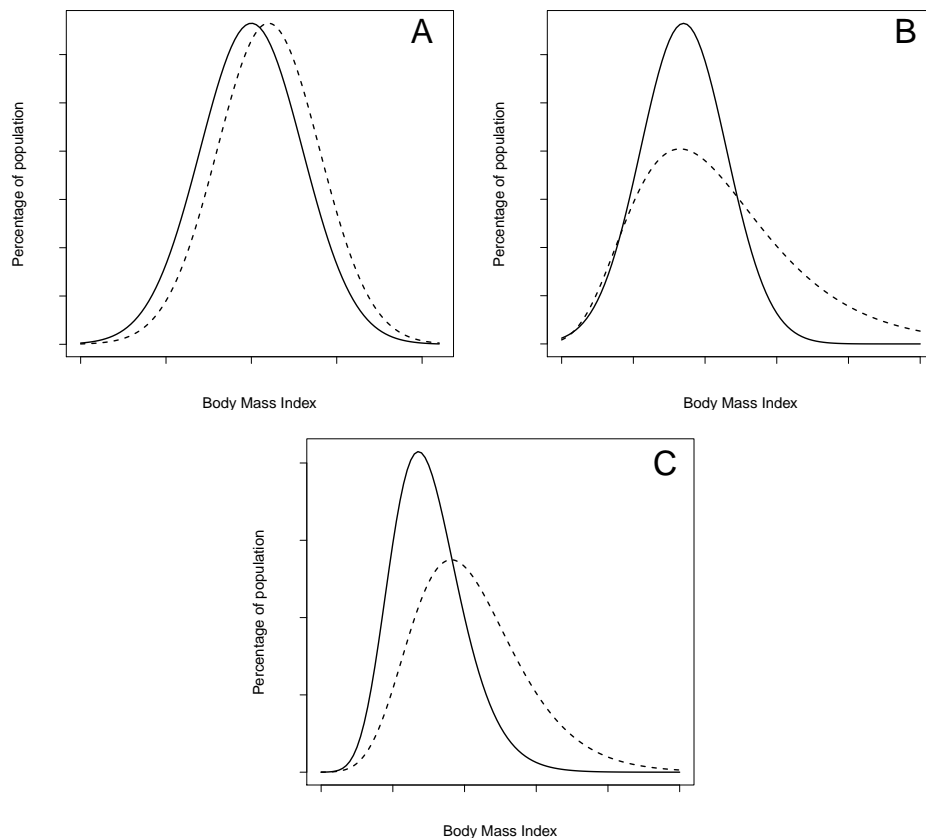 A
Percentage of population
Body Mass Index
B
Percentage of population
Body Mass Index
C
Percentage of population
Body Mass Index